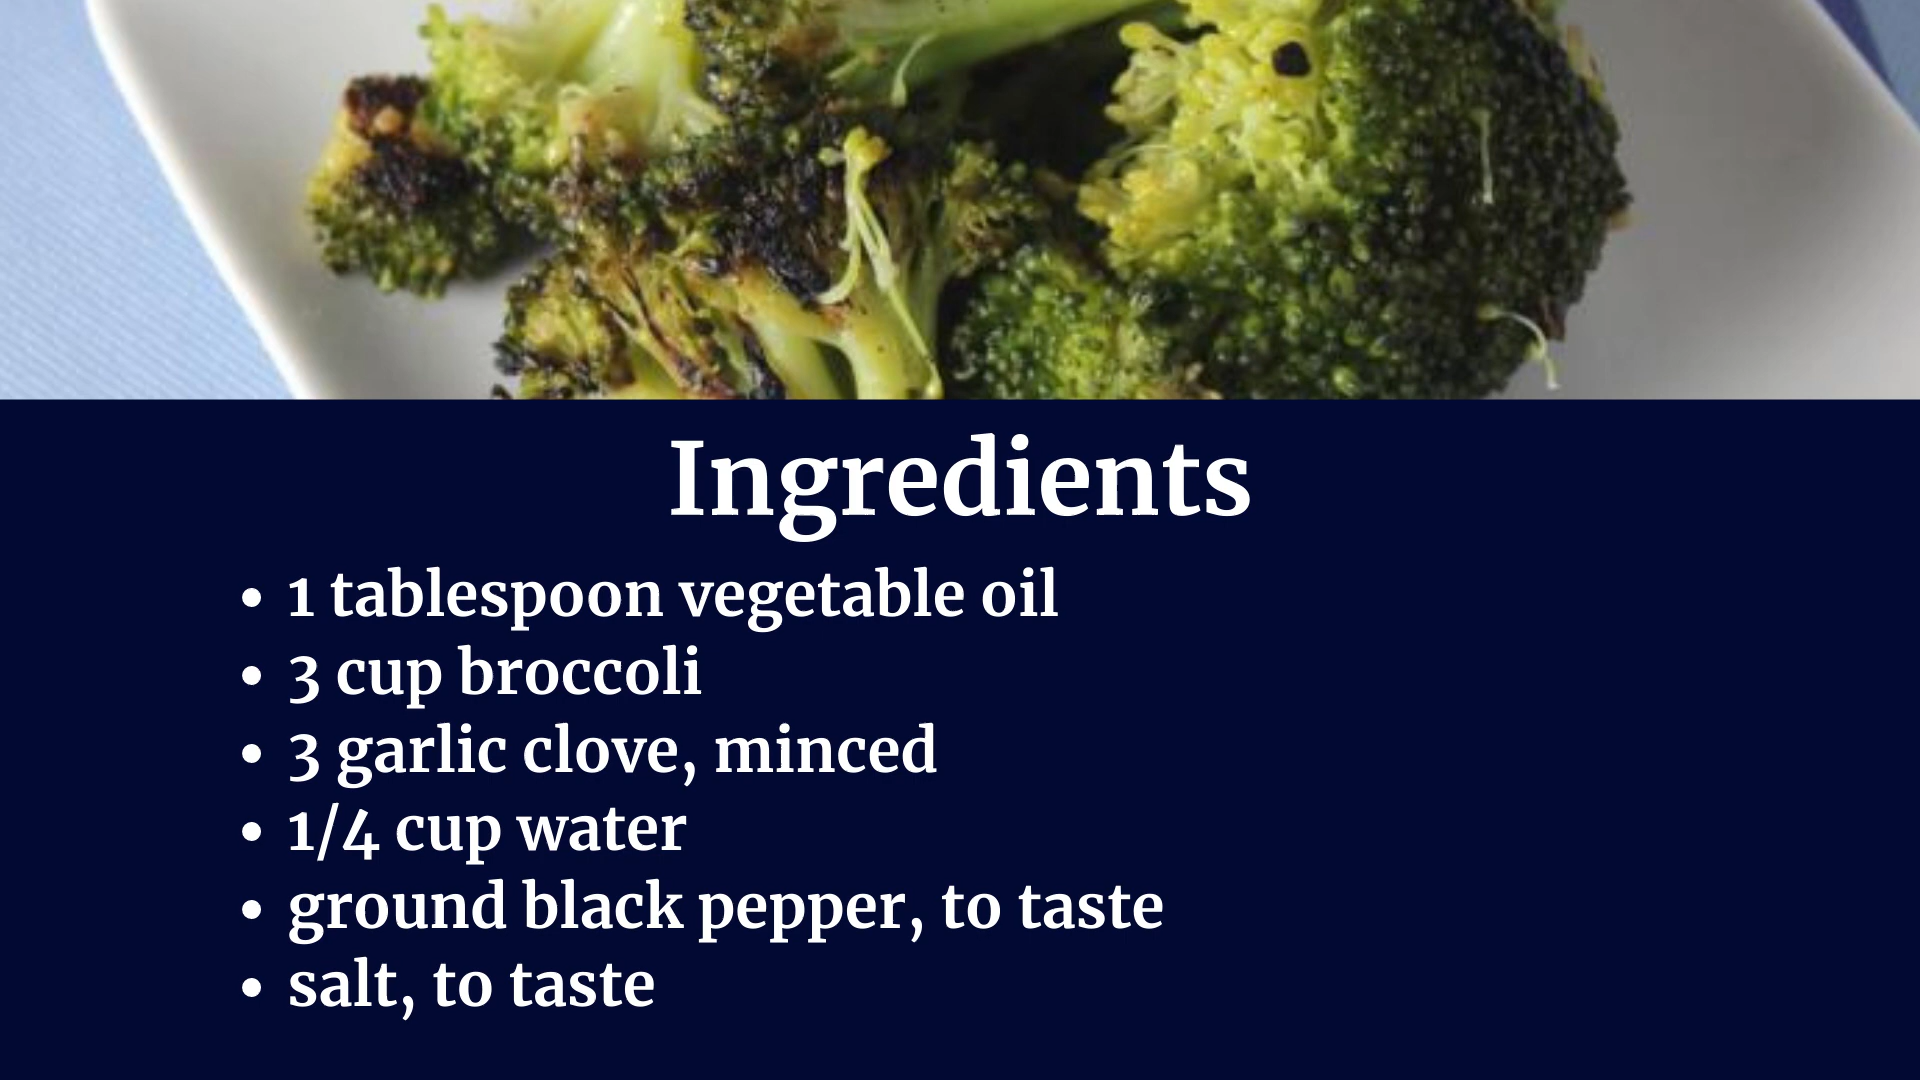 Ingredients
• 1 tablespoon vegetable oil
• 3 cup broccoli
• 3 garlic clove, minced
• 1/4 cup water
• ground black pepper, to taste
• salt, to taste